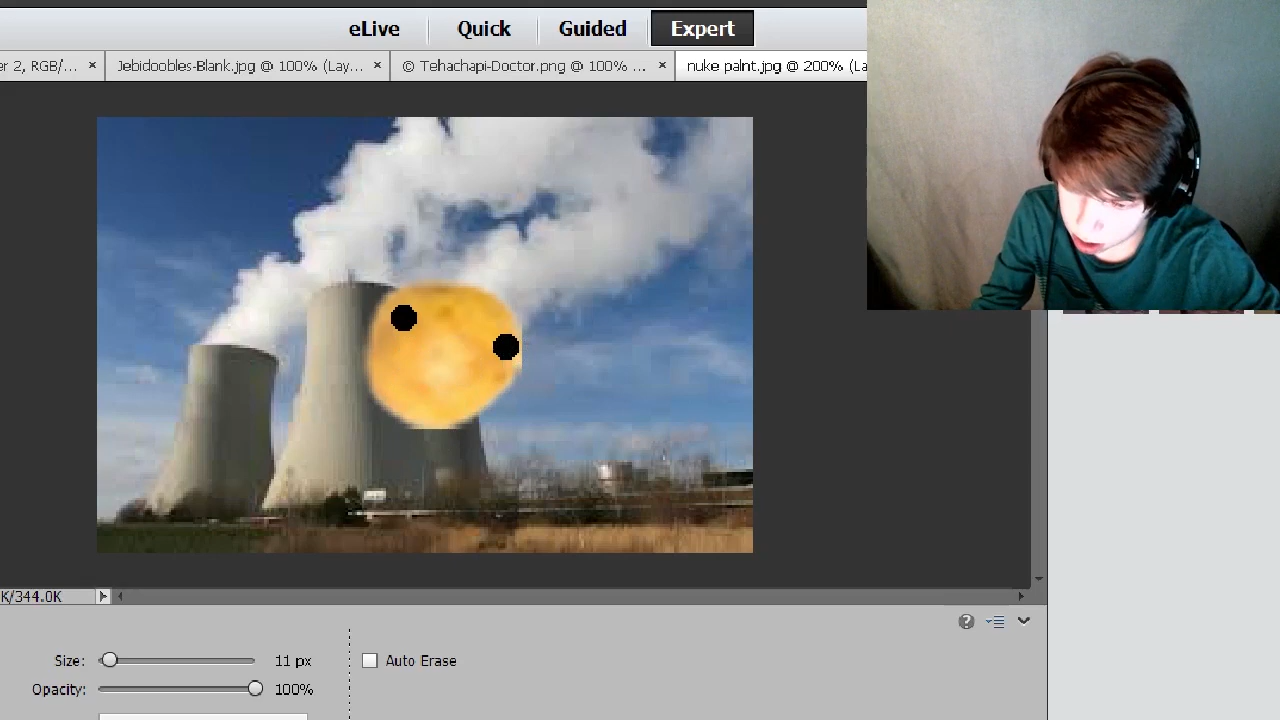 eLive Quick Guided Expert
er 2, RGB/... × Jebidoobles-Blank.jpg @ 100% (Lay... × © Tehachapi-Doctor.png @ 100% ... × nuke paint.jpg @ 200% (La
K/344.0K
Size: 11 px Auto Erase
Opacity: 100%